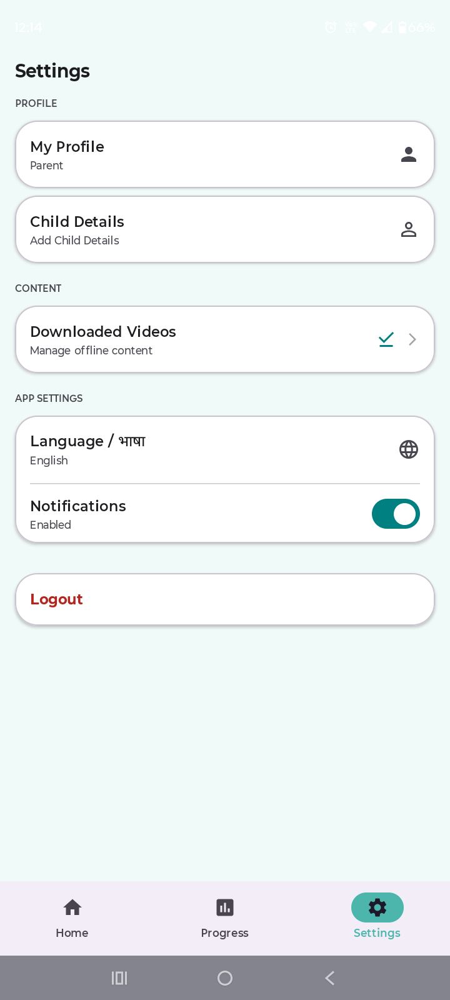 12:14
66%
Settings
PROFILE
My Profile
Parent
Child Details
Add Child Details
CONTENT
Downloaded Videos
Manage offline content
APP SETTINGS
Language / भाषा
English
Notifications
Enabled
Logout
Home
Progress
Settings